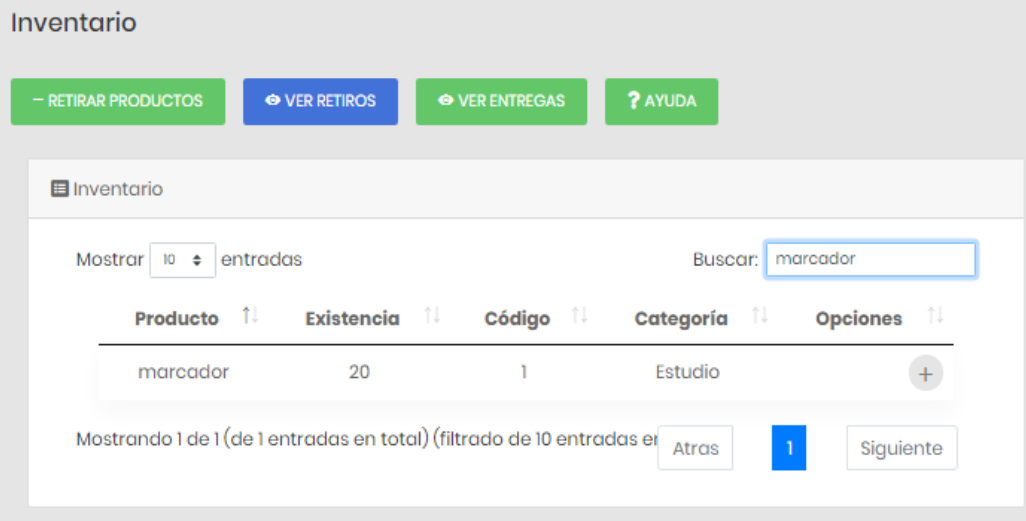 Inventario
– RETIRAR PRODUCTOS VER RETIROS VER ENTREGAS ? AYUDA
Inventario
Mostrar 10 entradas Buscar: marcador
Producto Existencia Código Categoría Opciones
marcador 20 1 Estudio +
Mostrando 1 de 1 (de 1 entradas en total) (filtrado de 10 entradas
Atras 1 Siguiente